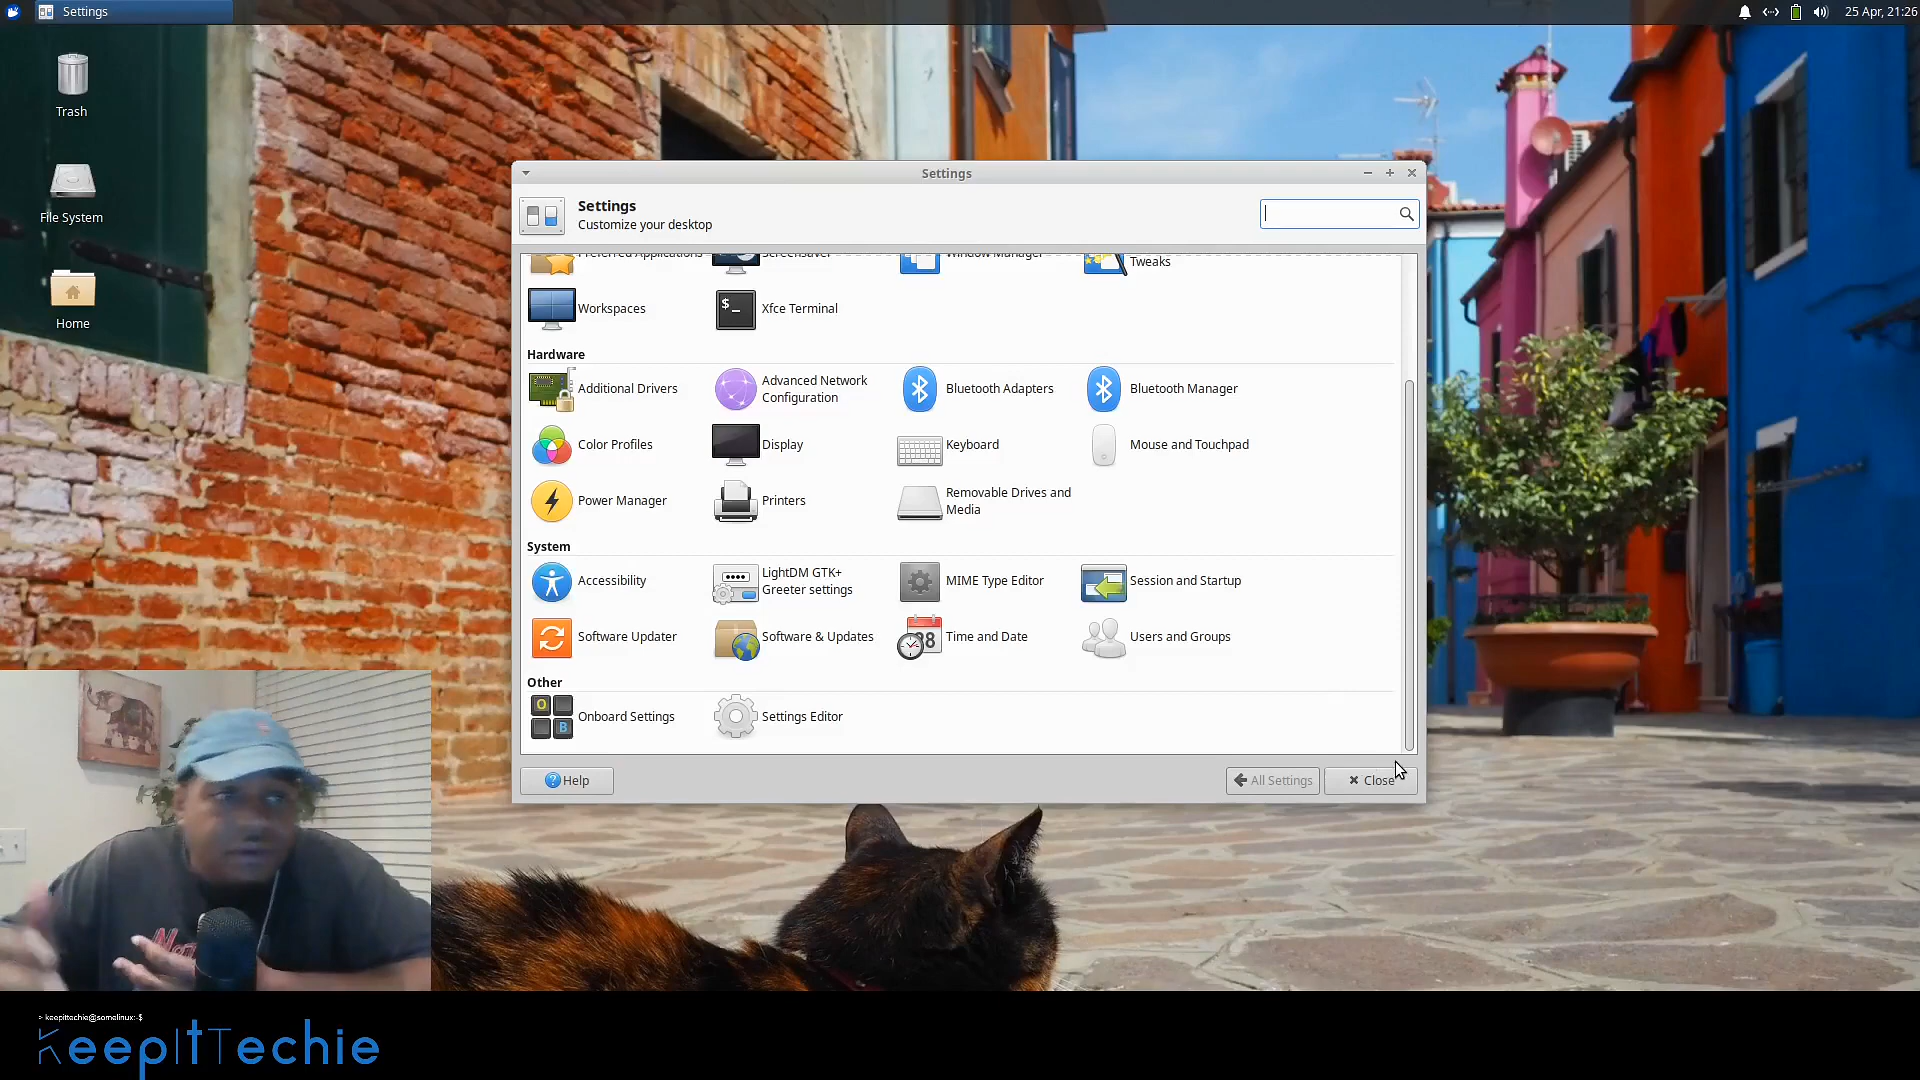 Settings
25 Apr, 21:26
Trash
File System
Home
Settings
Settings
Customize your desktop
Preferred Applications
Screensaver
Window Manager
Tweaks
Workspaces
Xfce Terminal
Hardware
Additional Drivers
Advanced Network
Configuration
Bluetooth Adapters
Bluetooth Manager
Color Profiles
Display
Keyboard
Mouse and Touchpad
Power Manager
Printers
Removable Drives and
Media
System
Accessibility
LightDM GTK+
Greeter settings
MIME Type Editor
Session and Startup
Software Updater
Software & Updates
Time and Date
Users and Groups
Other
Onboard Settings
Settings Editor
Help
All Settings
Close
> keepittechie@somelinux:~$
KeepItTechie